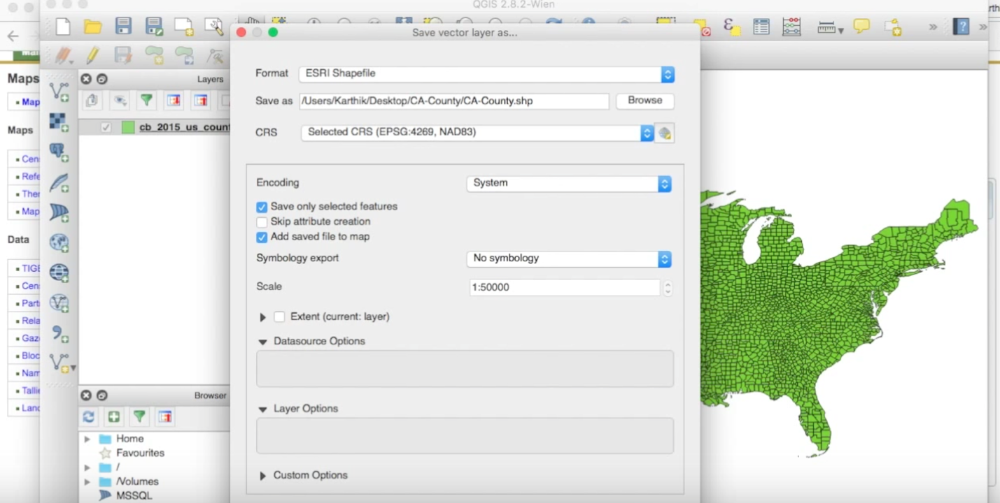 QGIS 2.8.2-Wien
Save vector layer as...
Maps
Map
Maps
Cen
Refe
Ther
Map
Data
TIGE
Cens
Part
Rela
Gaz
Bloc
Nam
Tallie
Land
Layers
cb_2015_us_count
Browser
Home
Favourites
/
/Volumes
MSSQL
Format ESRI Shapefile
Save as /Users/Karthik/Desktop/CA-County/CA-County.shp Browse
CRS Selected CRS (EPSG:4269, NAD83)
Encoding System
Save only selected features
Skip attribute creation
Add saved file to map
Symbology export No symbology
Scale 1:50000
Extent (current: layer)
Datasource Options
Layer Options
Custom Options